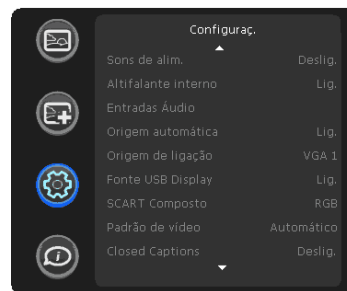 Configuraç.
Sons de alim. Deslig.
Altifalante interno Lig.
Entradas Áudio
Origem automática Lig.
Origem de ligação VGA 1
Fonte USB Display Lig.
SCART Composto RGB
Padrão de vídeo Automático
Closed Captions Deslig.